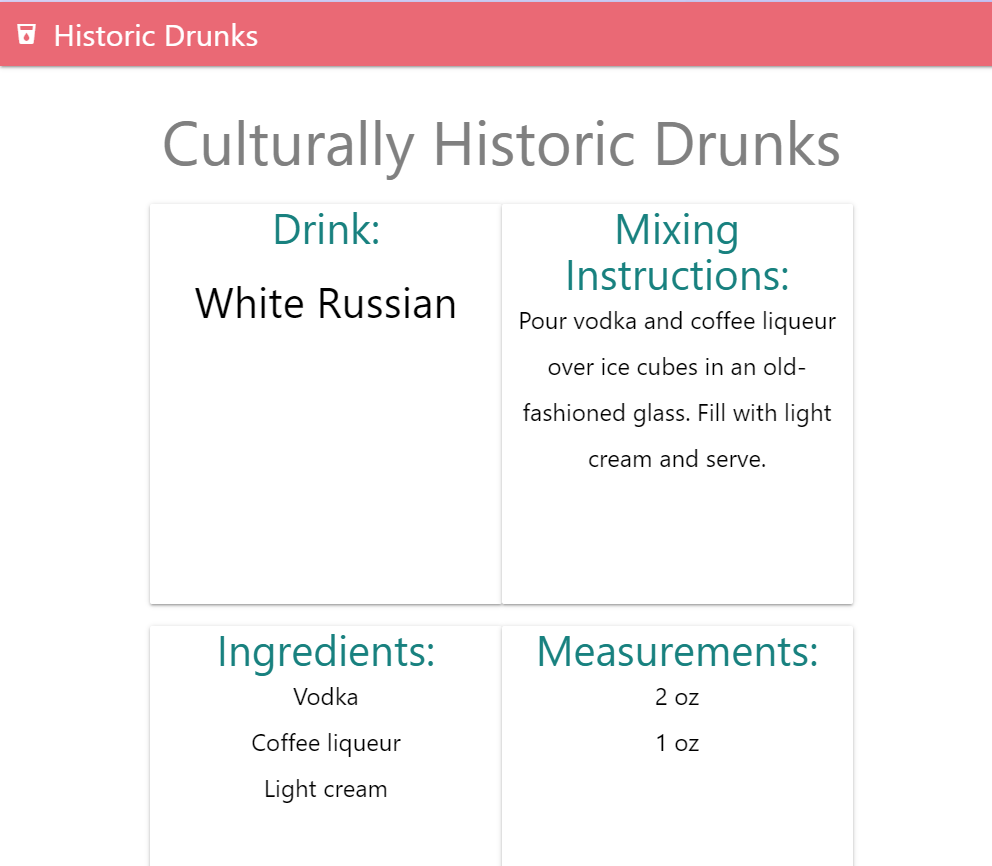 Historic Drunks
Culturally Historic Drunks
Drink:
White Russian
Mixing
Instructions:
Pour vodka and coffee liqueur
over ice cubes in an old-
fashioned glass. Fill with light
cream and serve.
Ingredients:
Vodka
Coffee liqueur
Light cream
Measurements:
2 oz
1 oz